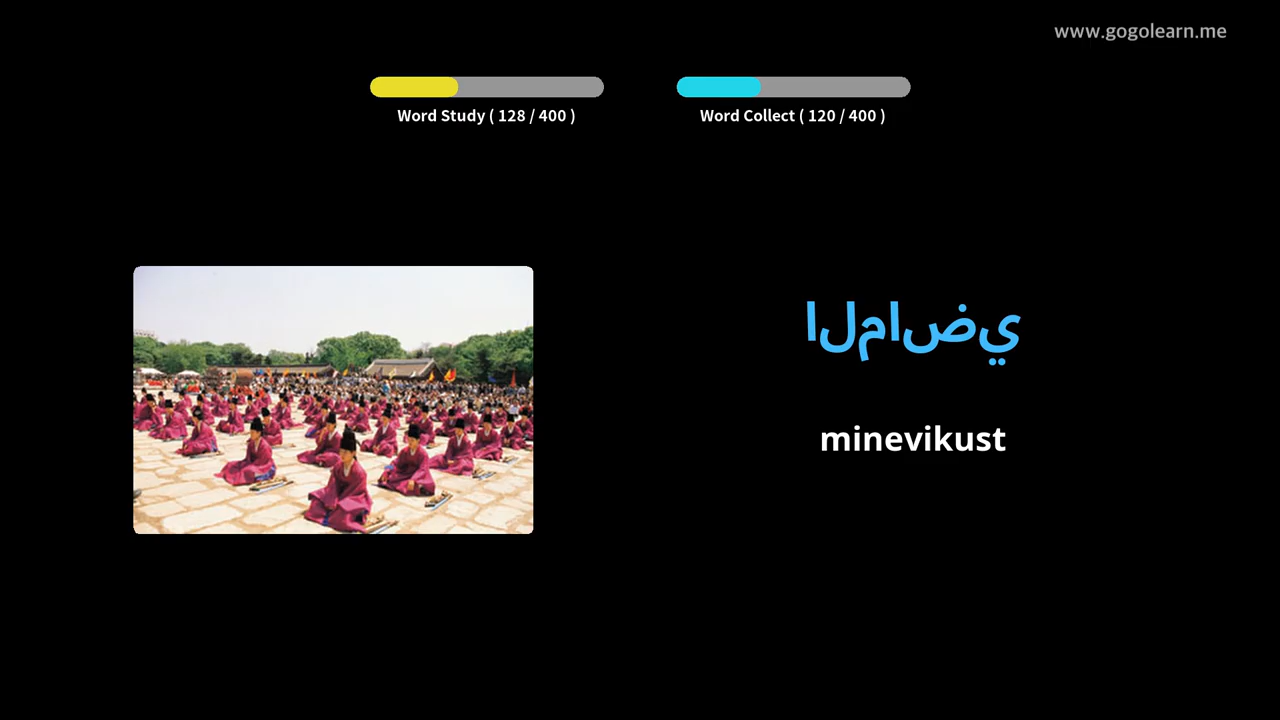 www.gogolearn.me
Word Study ( 128 / 400 )
Word Collect ( 120 / 400 )
الماضي
minevikust